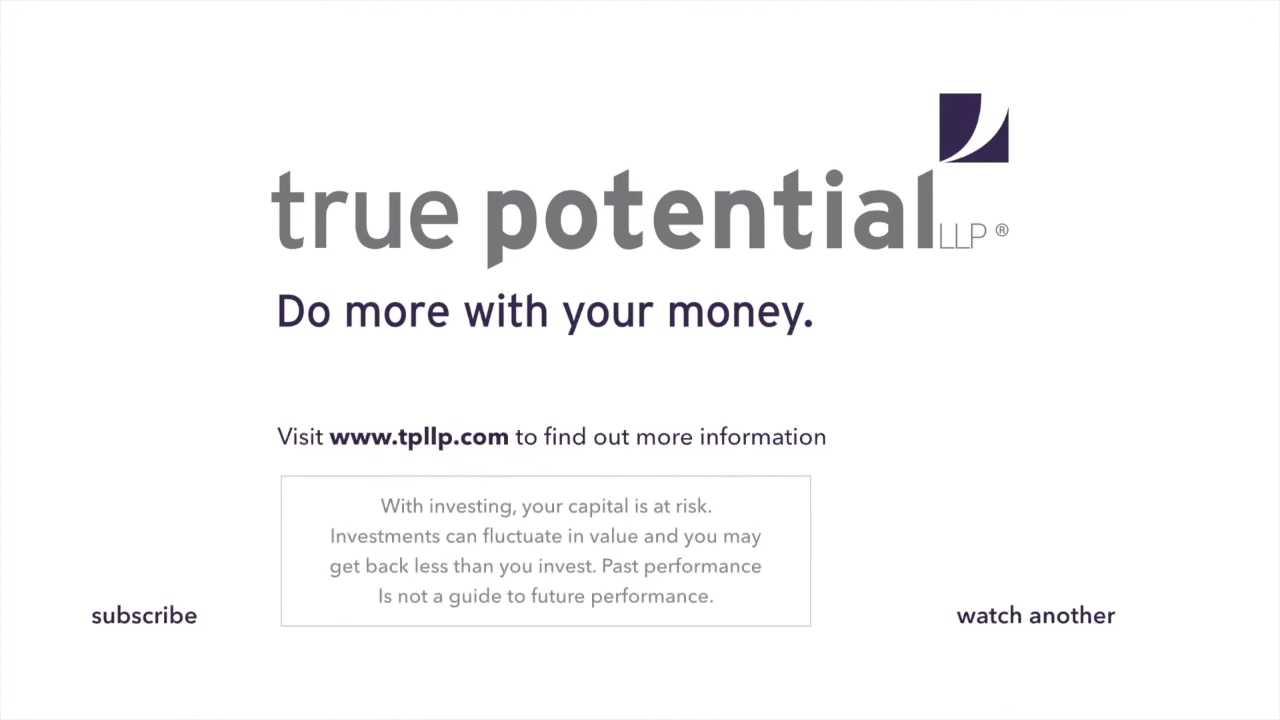 true potential LLP ®
Do more with your money.
Visit www.tpllp.com to find out more information
With investing, your capital is at risk.
Investments can fluctuate in value and you may
get back less than you invest. Past performance
Is not a guide to future performance.
subscribe
watch another